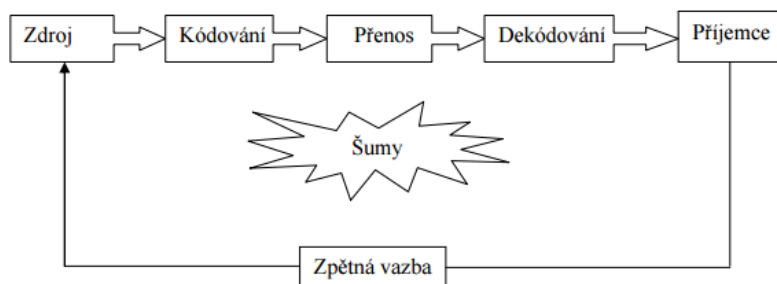 Zdroj
Kódování
Přenos
Dekódování
Příjemce
Šumy
Zpětná vazba